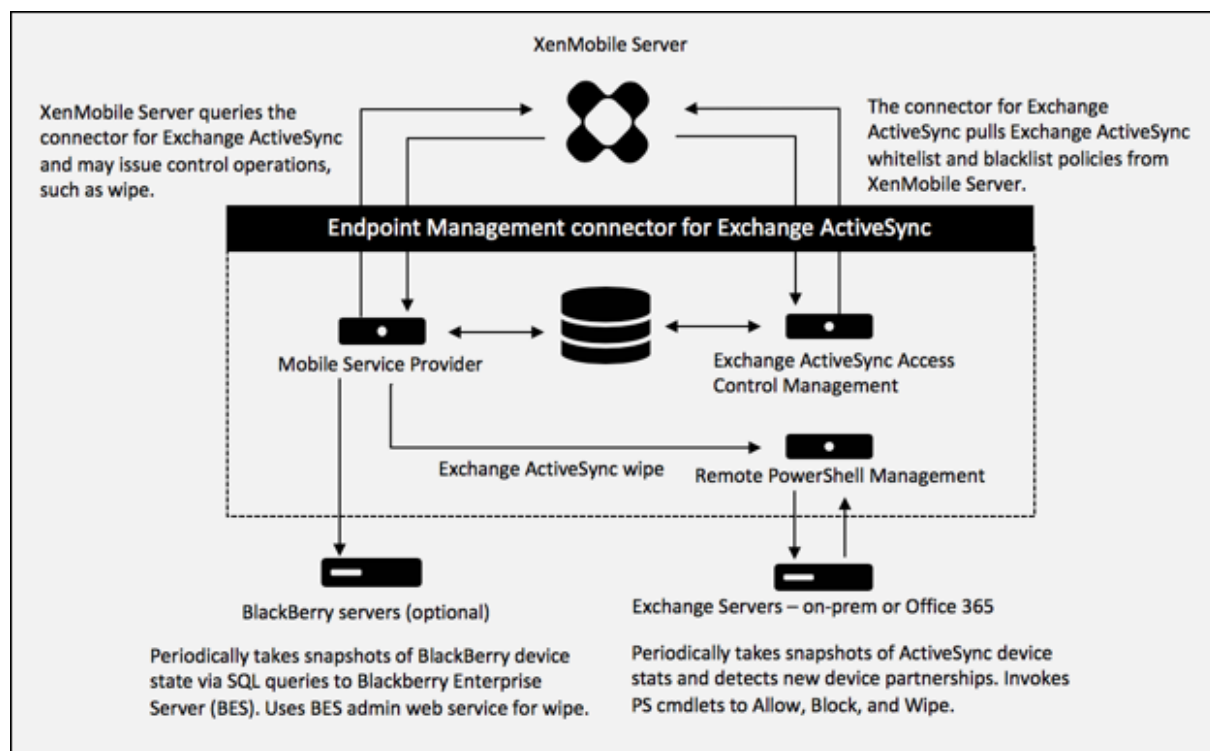 XenMobile Server
XenMobile Server queries the
connector for Exchange ActiveSync
and may issue control operations,
such as wipe.
The connector for Exchange
ActiveSync pulls Exchange ActiveSync
whitelist and blacklist policies from
XenMobile Server.
Endpoint Management connector for Exchange ActiveSync
Mobile Service Provider
Exchange ActiveSync Access
Control Management
Exchange ActiveSync wipe
Remote PowerShell Management
BlackBerry servers (optional)
Periodically takes snapshots of BlackBerry device
state via SQL queries to Blackberry Enterprise
Server (BES). Uses BES admin web service for wipe.
Exchange Servers – on-prem or Office 365
Periodically takes snapshots of ActiveSync device
stats and detects new device partnerships. Invokes
PS cmdlets to Allow, Block, and Wipe.